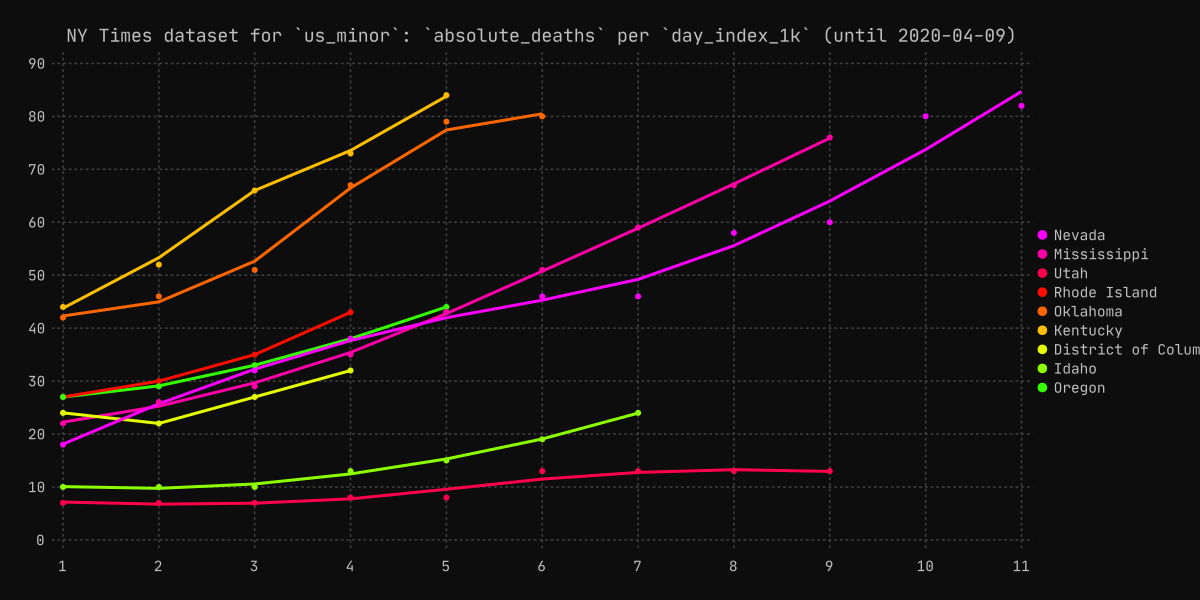 NY Times dataset for `us_minor`: `absolute_deaths` per `day_index_1k` (until 2020-04-09)
90
80
70
60
50
40
30
20
10
0
1 2 3 4 5 6 7 8 9 10 11
Nevada
Mississippi
Utah
Rhode Island
Oklahoma
Kentucky
District of Colum
Idaho
Oregon